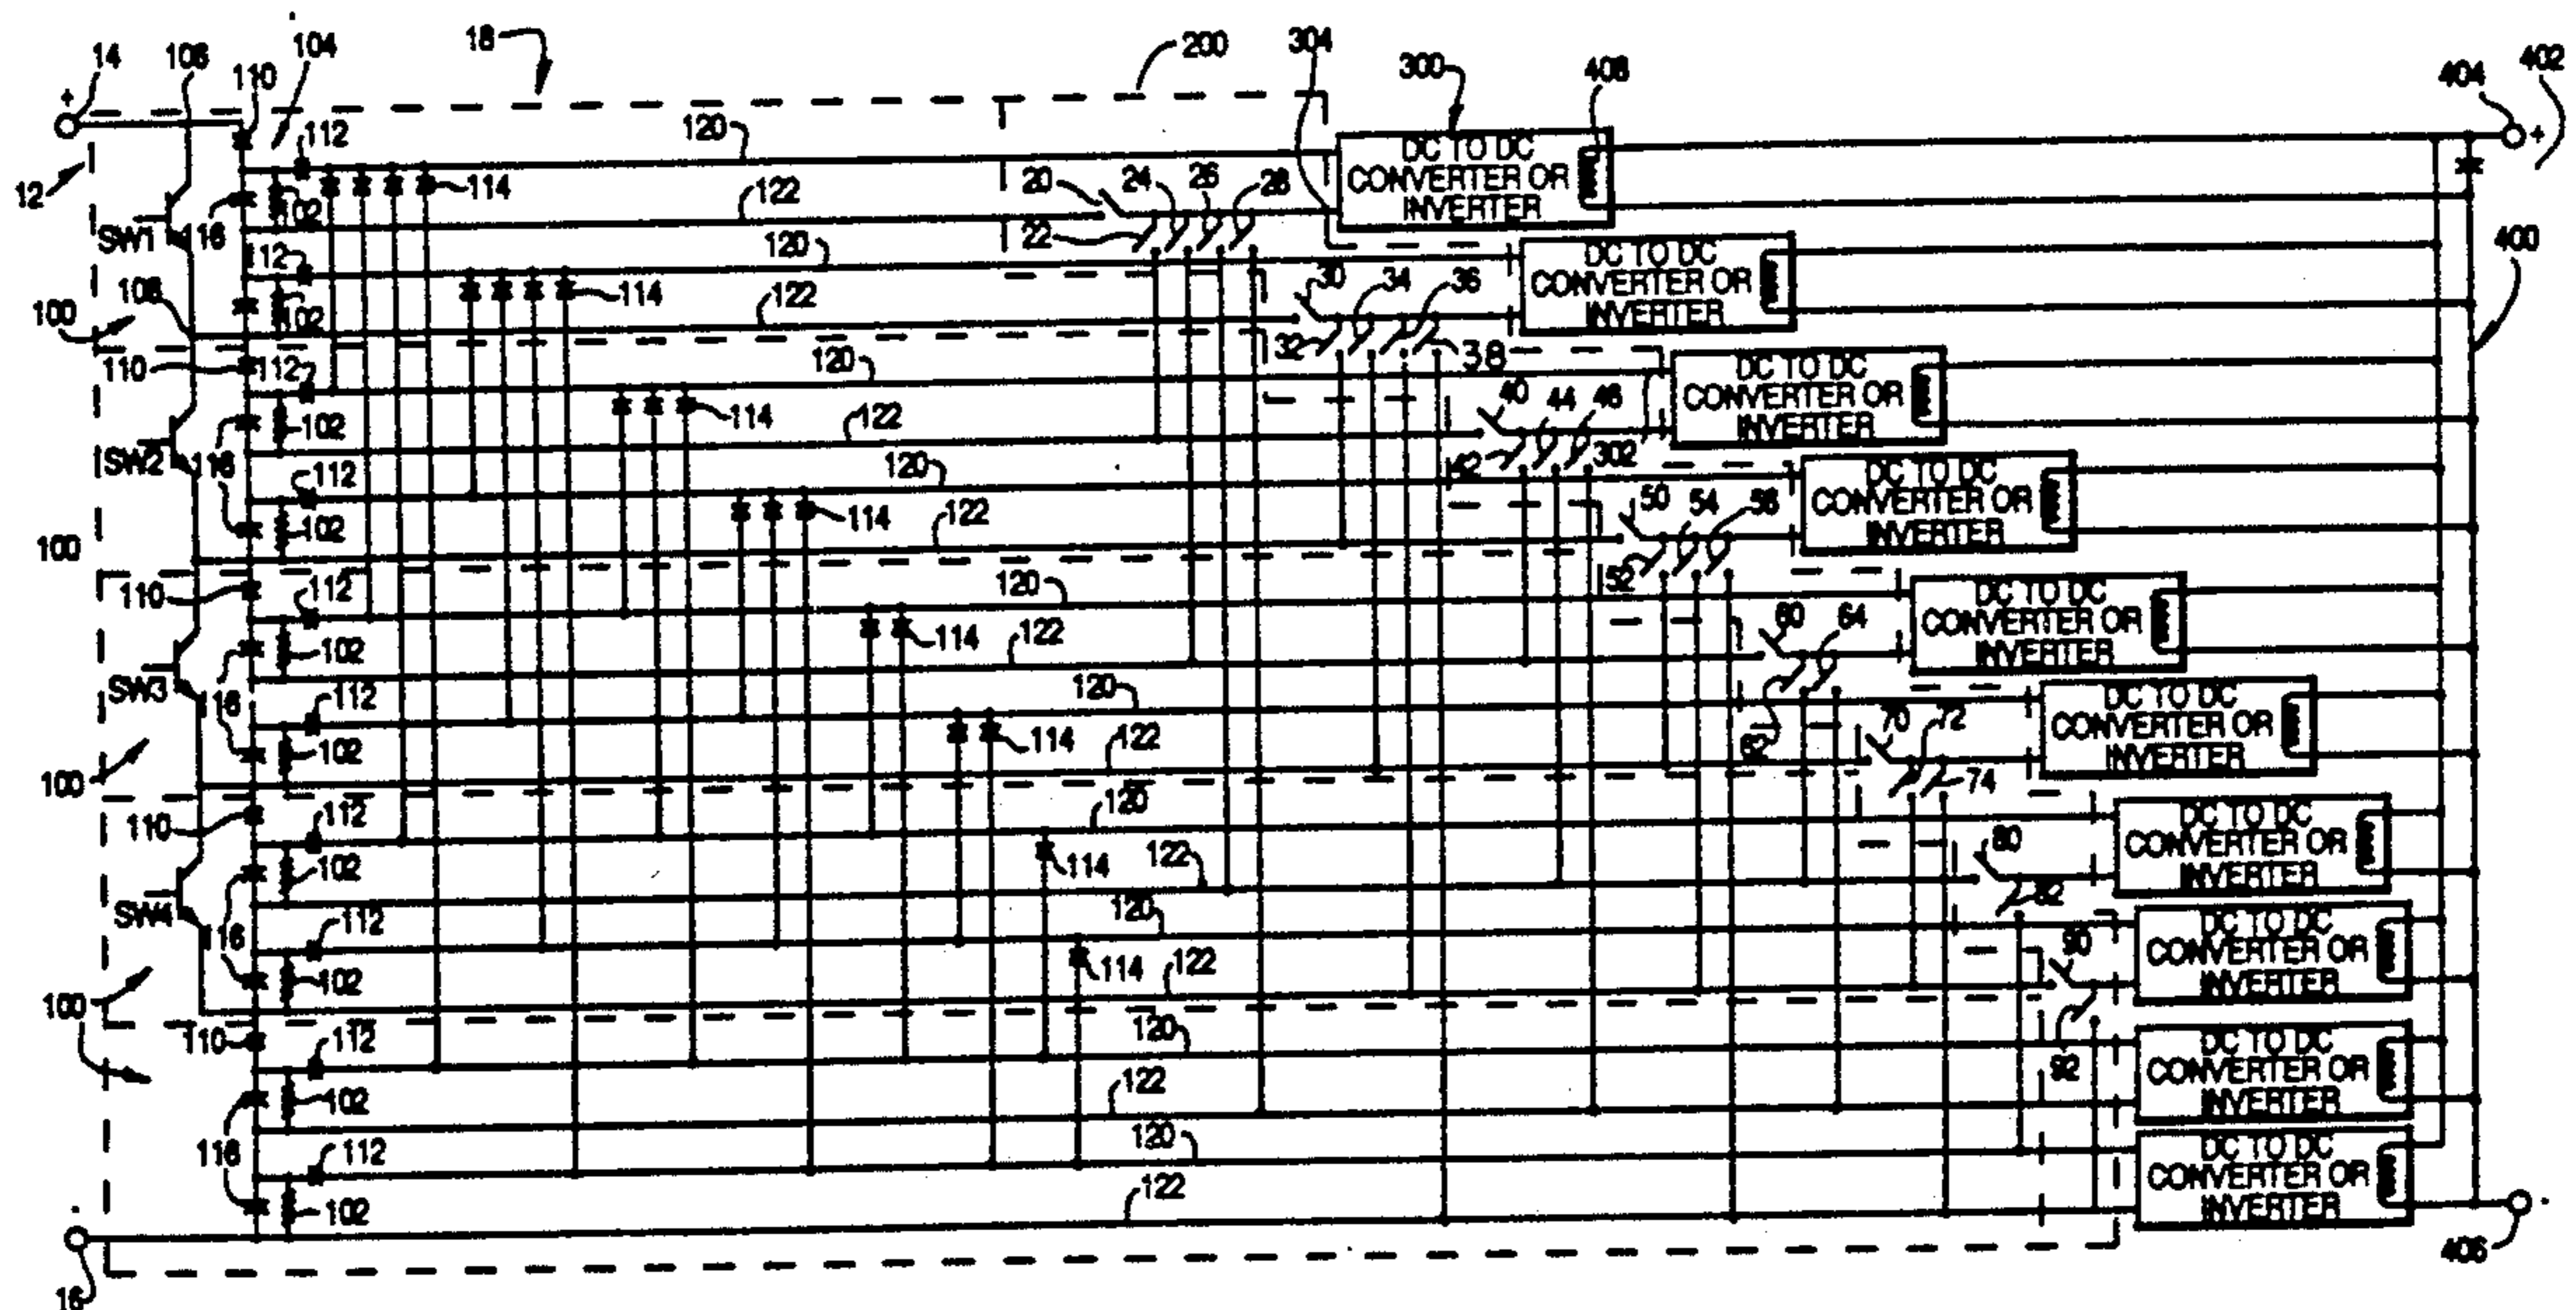 14 108 104 18 200 304 300 408 404 402
+ 110 +
12 112 120 DC TO DC CONVERTER OR INVERTER
114 20 24 26 28
SW1 116 102 122 22
112 120 DC TO DC CONVERTER OR INVERTER 400
108 102 114 30 34 36
100 122 32 38
110 112 120 DC TO DC CONVERTER OR INVERTER
102 114 40 44 46
SW2 116 122 42 302
112 120 DC TO DC CONVERTER OR INVERTER
102 114 50 54 56
100 122 52
110 112 120 DC TO DC CONVERTER OR INVERTER
102 114 60 64
SW3 116 122 62
112 120 DC TO DC CONVERTER OR INVERTER
102 114 70 72
100 122 74
110 112 120 DC TO DC CONVERTER OR INVERTER
102 114 80
SW4 116 122 82
112 120 DC TO DC CONVERTER OR INVERTER
102 114 90
100 122 92
110 112 120 DC TO DC CONVERTER OR INVERTER
102 122
116 112 120 DC TO DC CONVERTER OR INVERTER
102 122
16 406